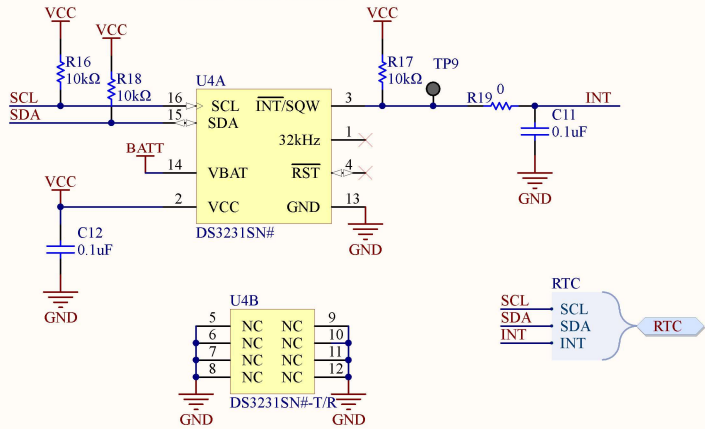 VCC
VCC
VCC
R16
10kΩ
R18
10kΩ
U4A
R17
10kΩ
TP9
SCL
SDA
16
15
SCL
SDA
INT/SQW
3
R19
0
INT
C11
0.1uF
GND
32kHz
1
BATT
14
VBAT
RST
4
VCC
2
VCC
GND
13
GND
DS3231SN#
C12
0.1uF
GND
U4B
5
NC
NC
9
6
NC
NC
10
7
NC
NC
11
8
NC
NC
12
DS3231SN#-T/R
GND
GND
RTC
SCL
SCL
SDA
SDA
INT
INT
RTC